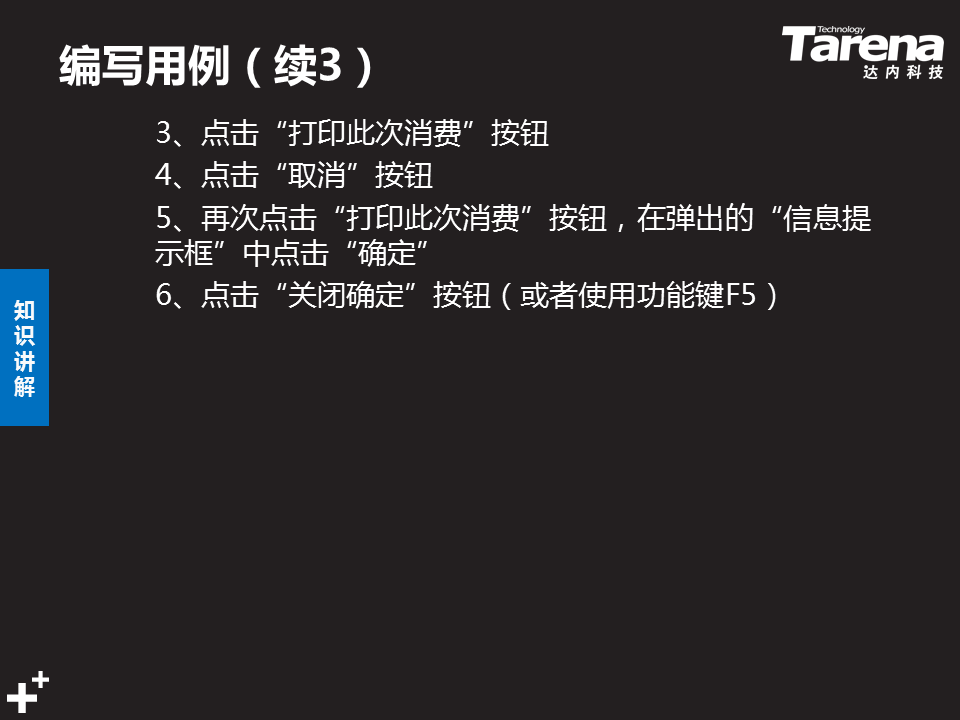 编写用例（续3）
Technology
Tarena
达内科技
3、点击“打印此次消费”按钮
4、点击“取消”按钮
5、再次点击“打印此次消费”按钮，在弹出的“信息提
示框”中点击“确定”
6、点击“关闭确定”按钮（或者使用功能键F5）
知
识
讲
解